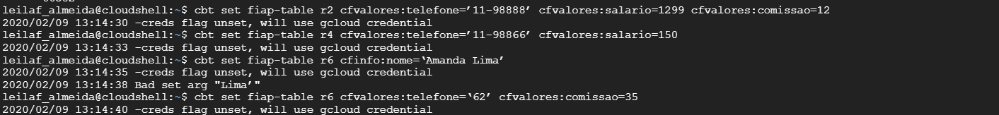 leilaf_almeida@cloudshell:~$ cbt set fiap-table r2 cfvalores:telefone=’11-98888’ cfvalores:salario=1299 cfvalores:comissao=12
2020/02/09 13:14:30 -creds flag unset, will use gcloud credential
leilaf_almeida@cloudshell:~$ cbt set fiap-table r4 cfvalores:telefone=’11-98866’ cfvalores:salario=150
2020/02/09 13:14:33 -creds flag unset, will use gcloud credential
leilaf_almeida@cloudshell:~$ cbt set fiap-table r6 cfinfo:nome=‘Amanda Lima’
2020/02/09 13:14:35 -creds flag unset, will use gcloud credential
2020/02/09 13:14:38 Bad set arg "Lima’"
leilaf_almeida@cloudshell:~$ cbt set fiap-table r6 cfvalores:telefone=‘62’ cfvalores:comissao=35
2020/02/09 13:14:40 -creds flag unset, will use gcloud credential